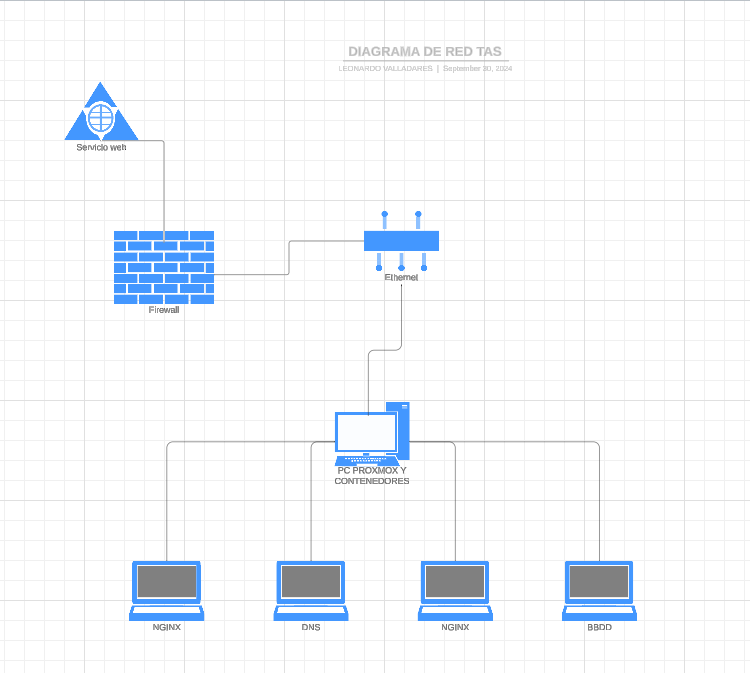 DIAGRAMA DE RED TAS
LEONARDO VALLADARES | September 30, 2024
Servicio web
Firewall
Ethernet
PC PROXMOX Y
CONTENEDORES
NGINX
DNS
NGINX
BBDD